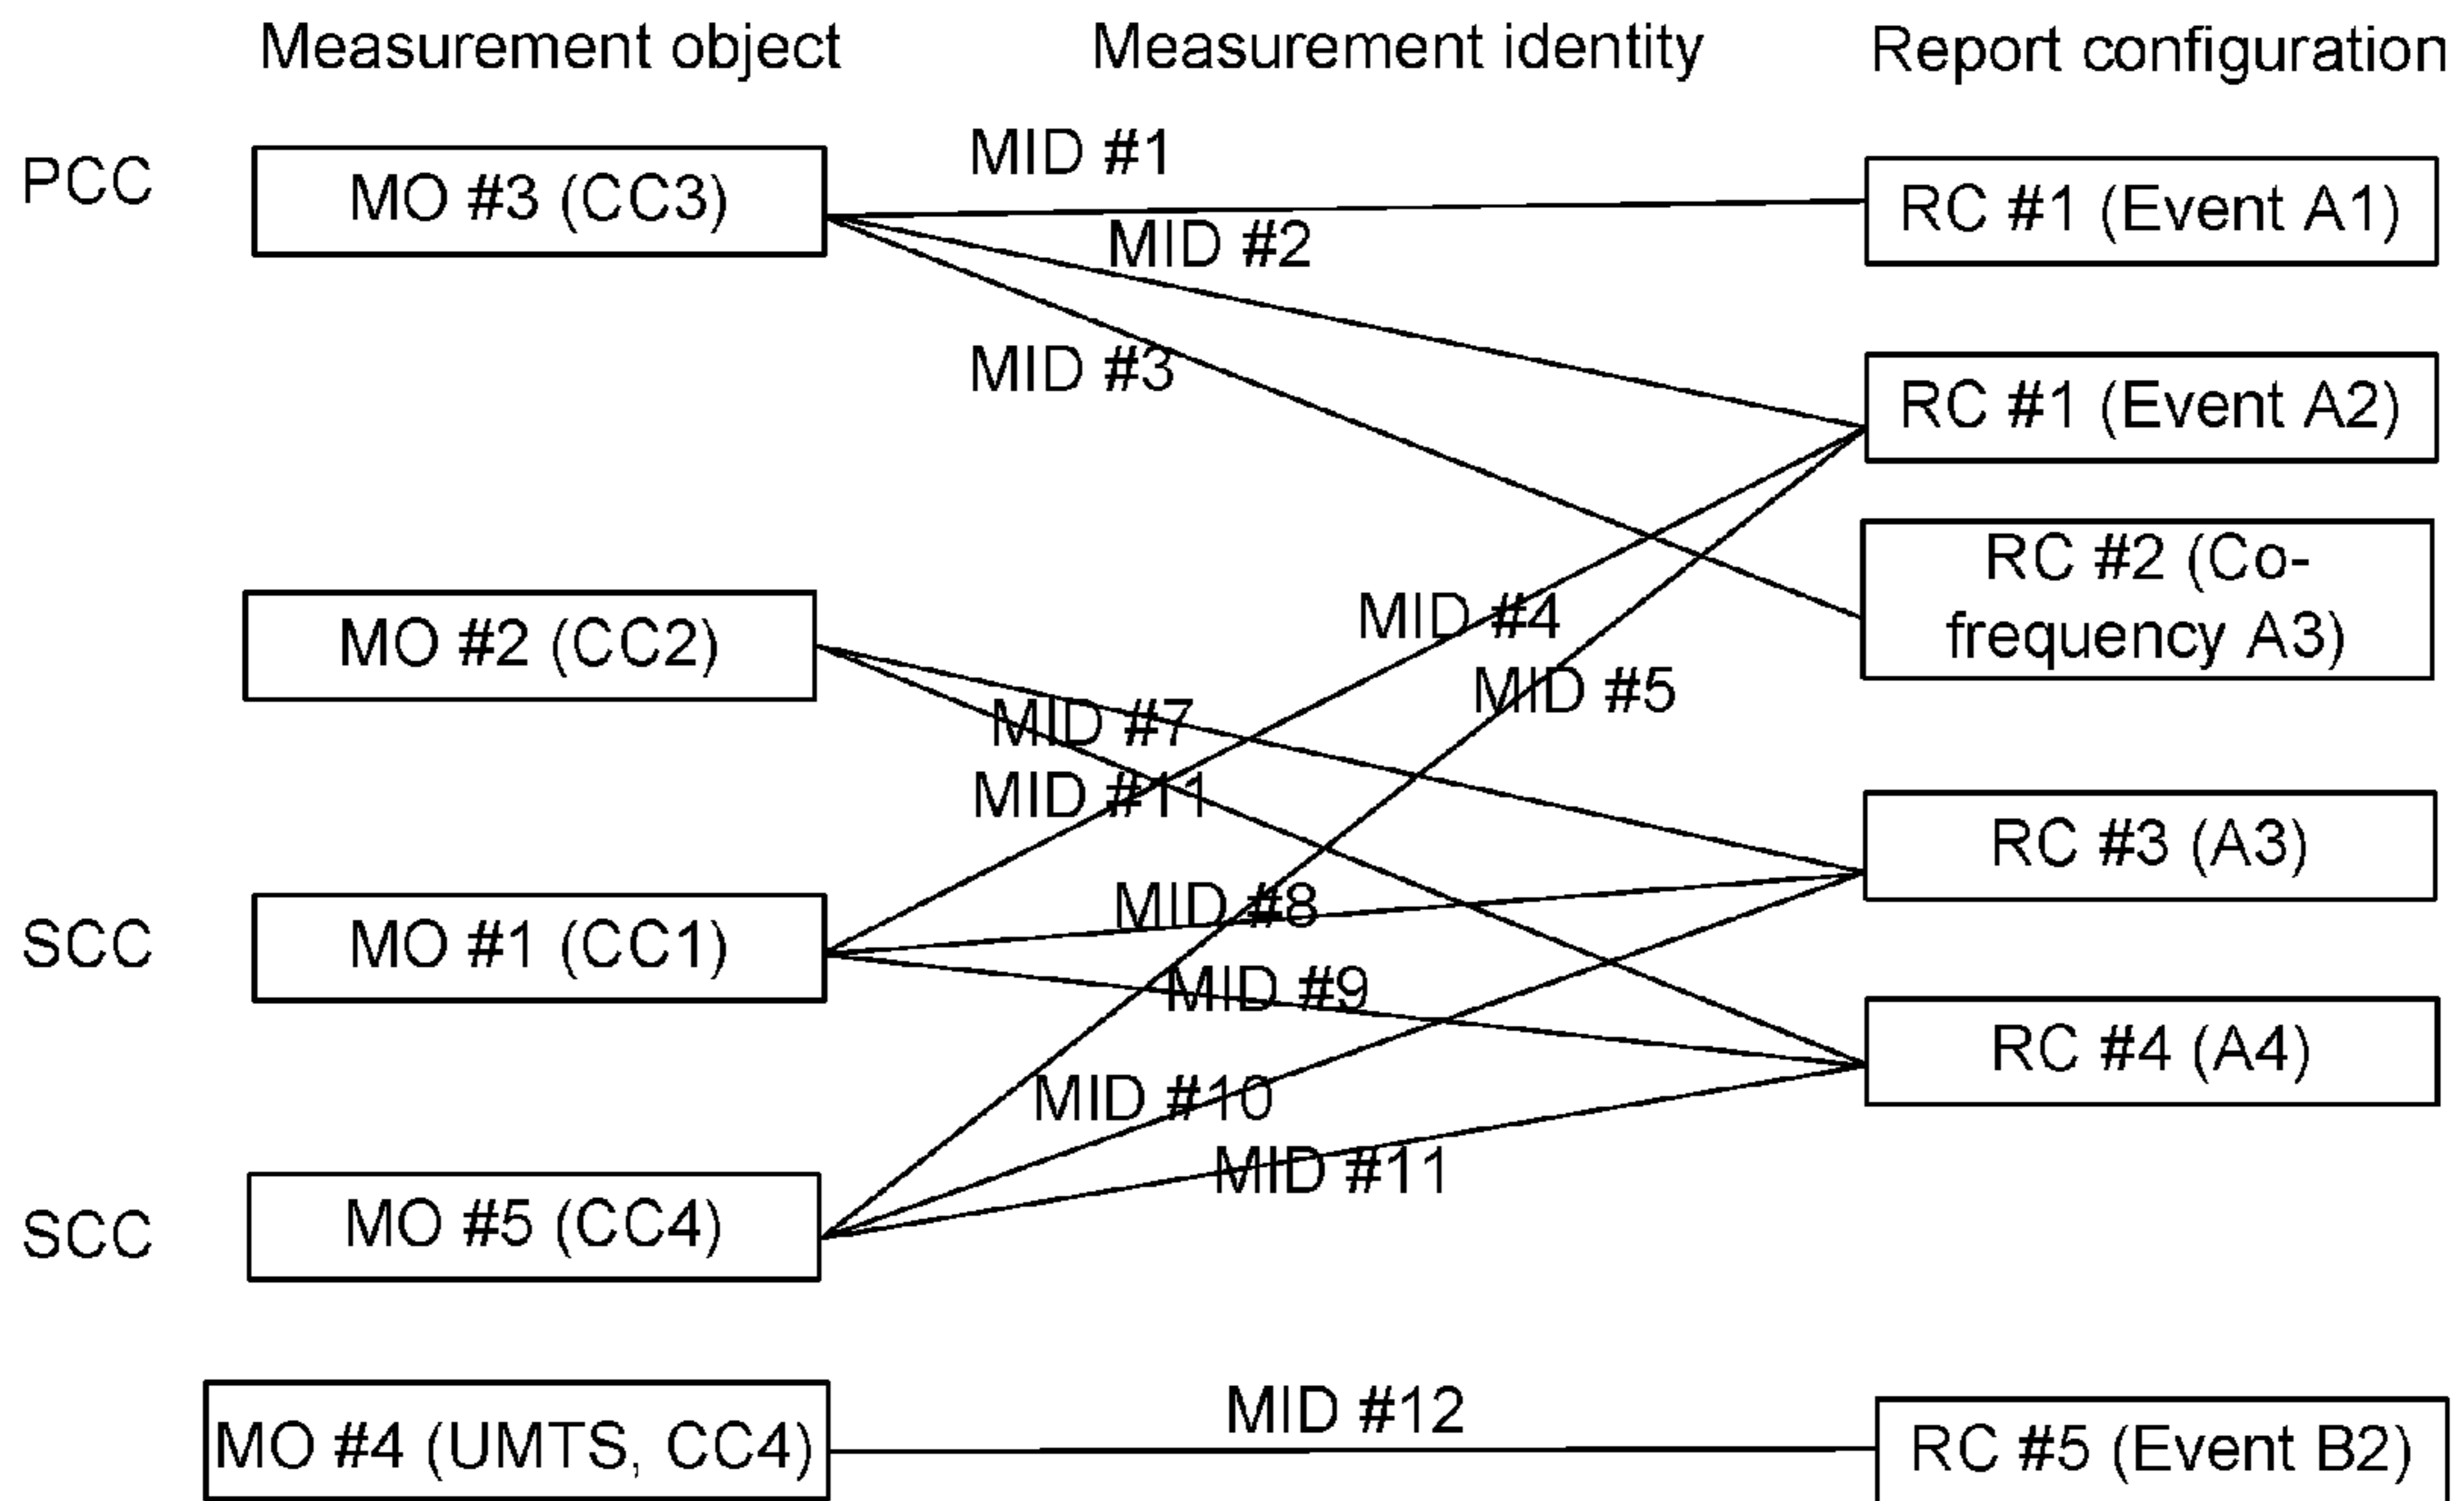 Measurement object Measurement identity Report configuration
PCC
MO #3 (CC3)
MID #1
RC #1 (Event A1)
MID #2
MID #3
RC #1 (Event A2)
RC #2 (Co-
frequency A3)
MO #2 (CC2)
MID #4
MID #5
MID #7
MID #11
RC #3 (A3)
SCC
MO #1 (CC1)
MID #8
MID #9
RC #4 (A4)
MID #10
MID #11
SCC
MO #5 (CC4)
MO #4 (UMTS, CC4)
MID #12
RC #5 (Event B2)